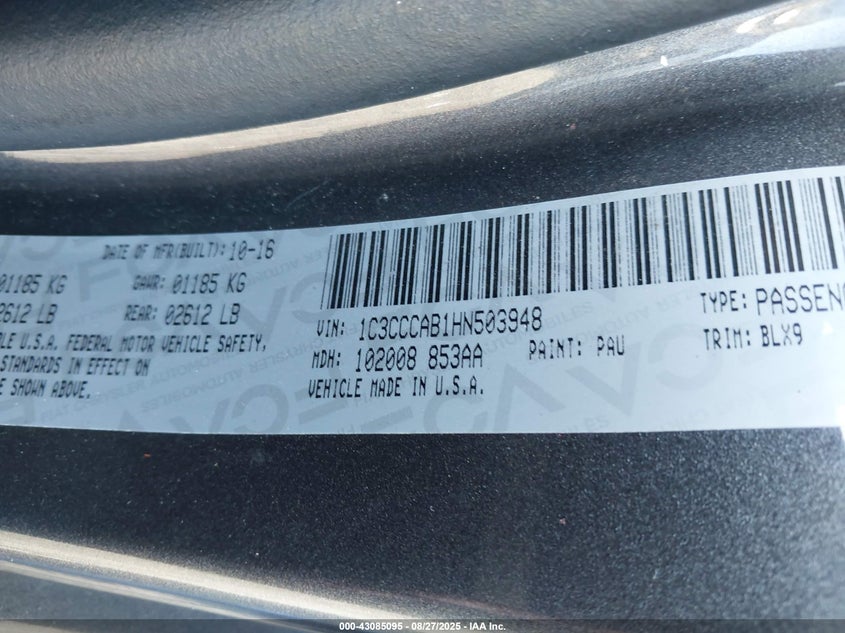 DATE OF MFR(BUILT): 10-16
01185 KG GAWR: 01185 KG
2612 LB REAR: 02612 LB
LE U.S.A. FEDERAL MOTOR VEHICLE SAFETY,
STANDARDS IN EFFECT ON
E SHOWN ABOVE.
VIN: 1C3CCCAB1HN503948 TYPE: PASSENG
MDH: 102008 853AA PAINT: PAU TRIM: BLX9
VEHICLE MADE IN U.S.A.
000-43085095 - 08/27/2025 - IAA Inc.